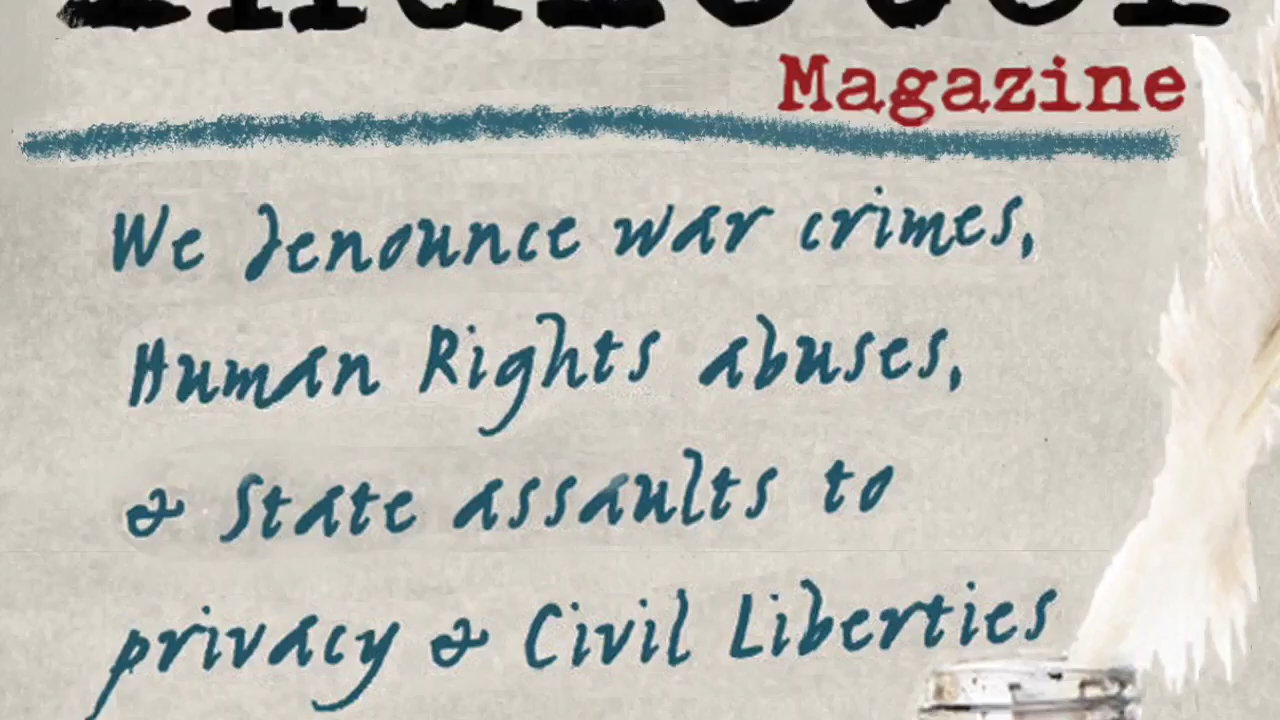 Magazine
We denounce war crimes,
Human Rights abuses,
& State assaults to
privacy & Civil Liberties